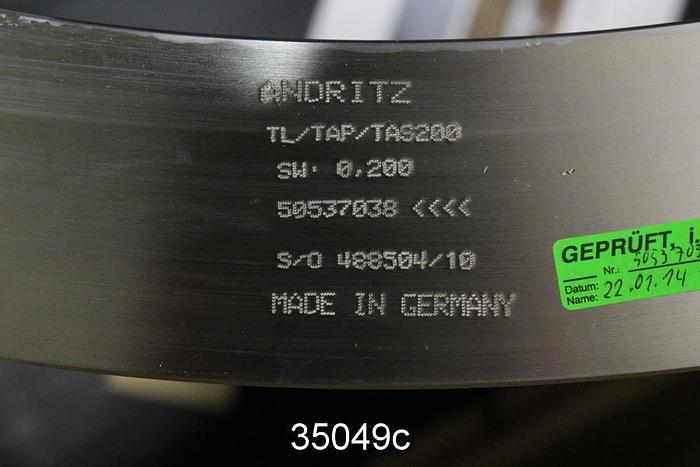 ANDRITZ
TL/TAP/TAS200
SW: 0,200
50537038 <<<<
S/O 488504/10
MADE IN GERMANY
GEPRÜFT, i.
Nr.: 5053703
Datum: 22.01.14
Name:
35049c